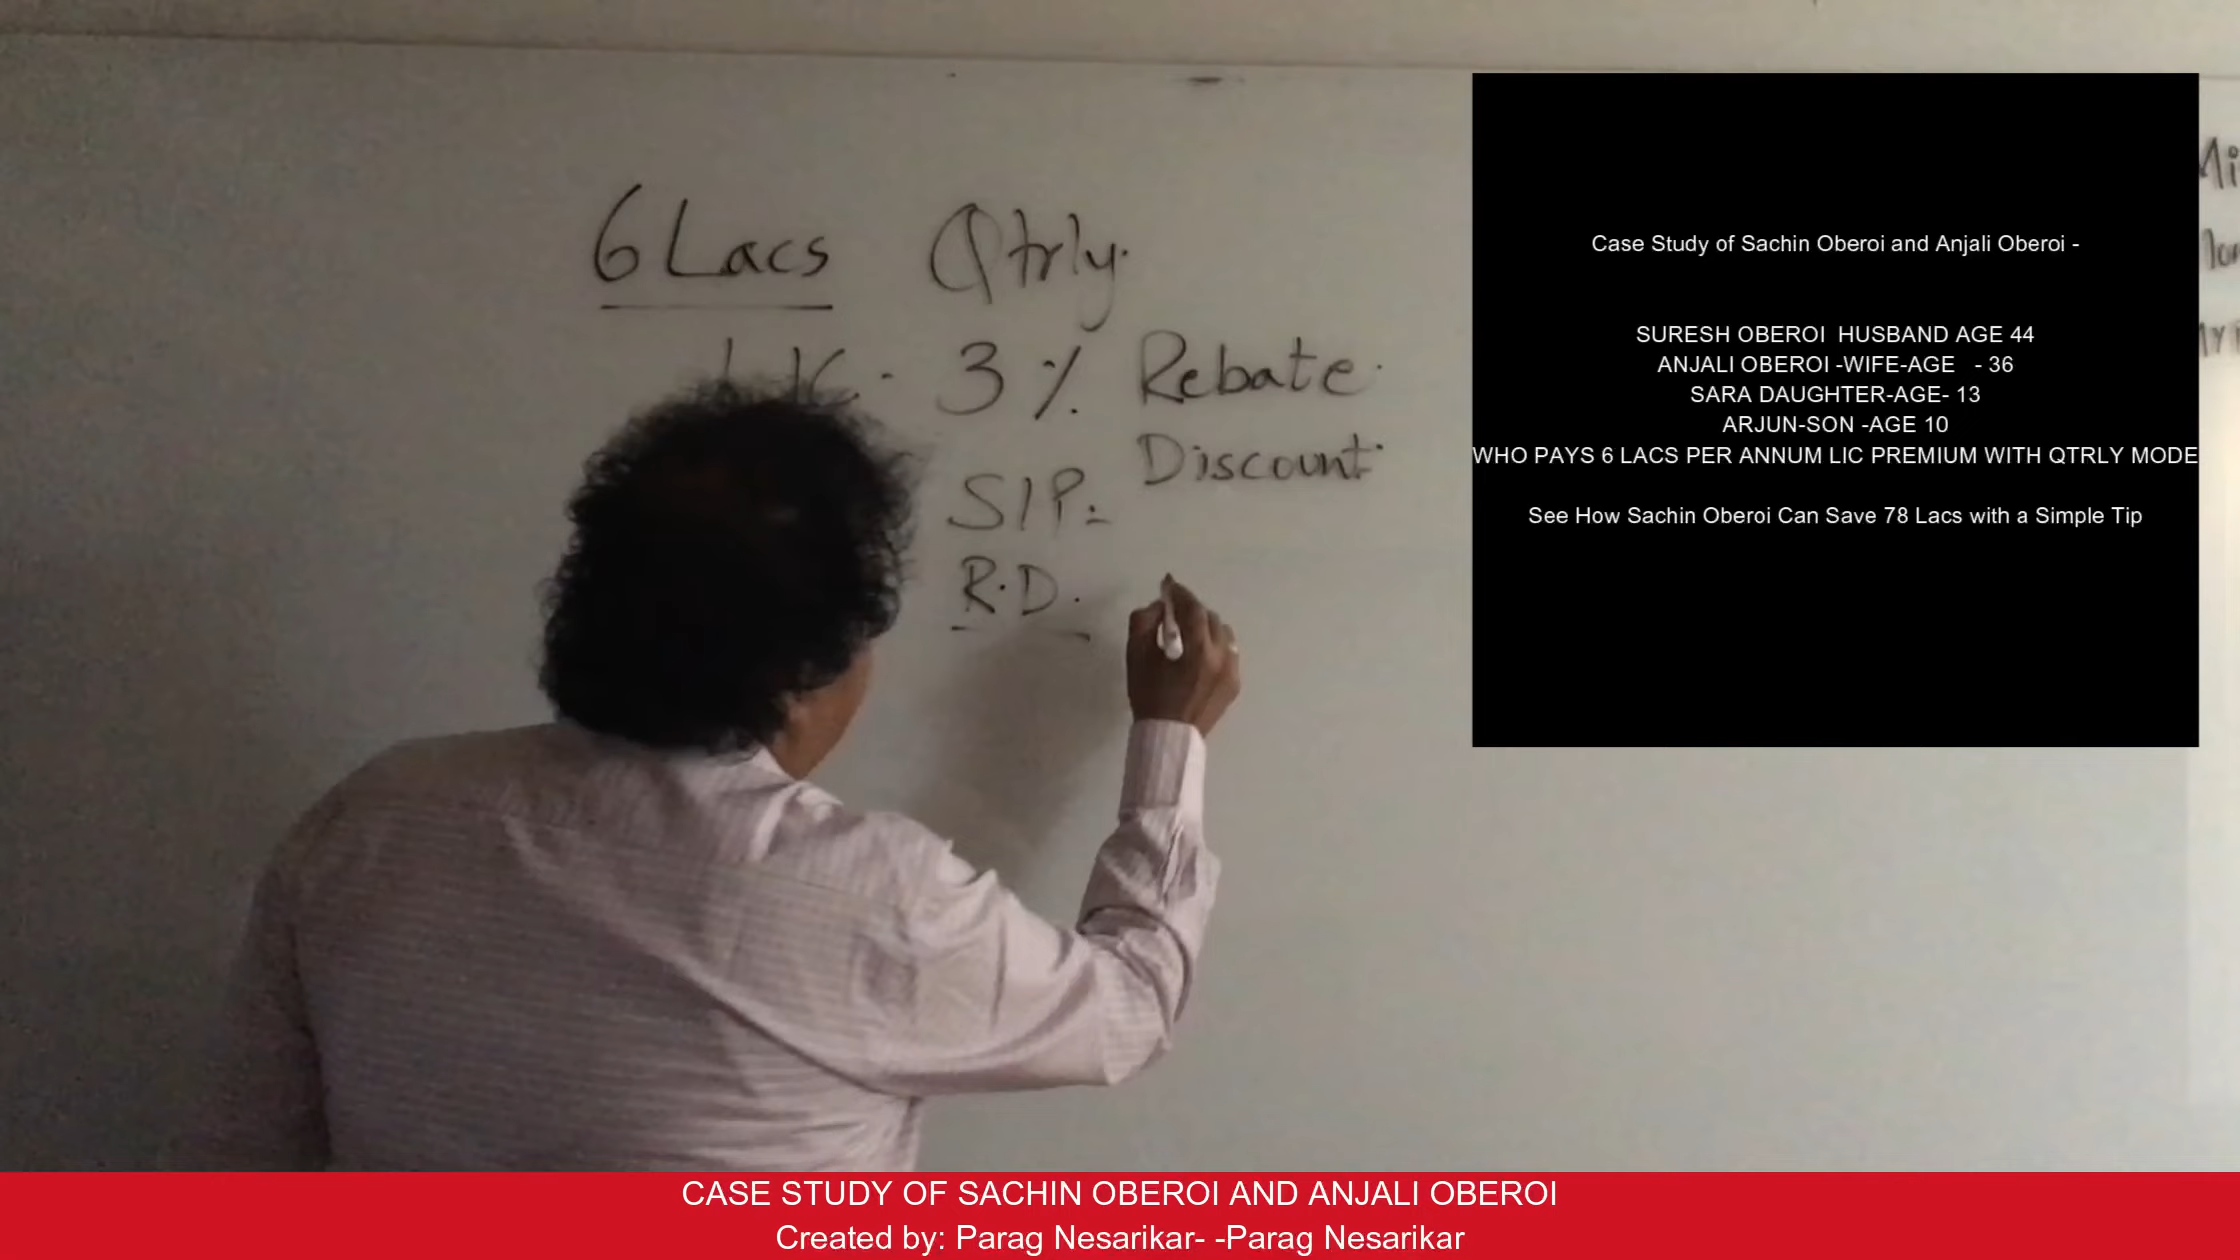 6 Lacs Qtrly.
3 % Rebate
Discount
SIP:-
R.D.
Case Study of Sachin Oberoi and Anjali Oberoi -
SURESH OBEROI HUSBAND AGE 44
ANJALI OBEROI -WIFE-AGE - 36
SARA DAUGHTER-AGE- 13
ARJUN-SON -AGE 10
WHO PAYS 6 LACS PER ANNUM LIC PREMIUM WITH QTRLY MODE
See How Sachin Oberoi Can Save 78 Lacs with a Simple Tip
CASE STUDY OF SACHIN OBEROI AND ANJALI OBEROI
Created by: Parag Nesarikar- -Parag Nesarikar